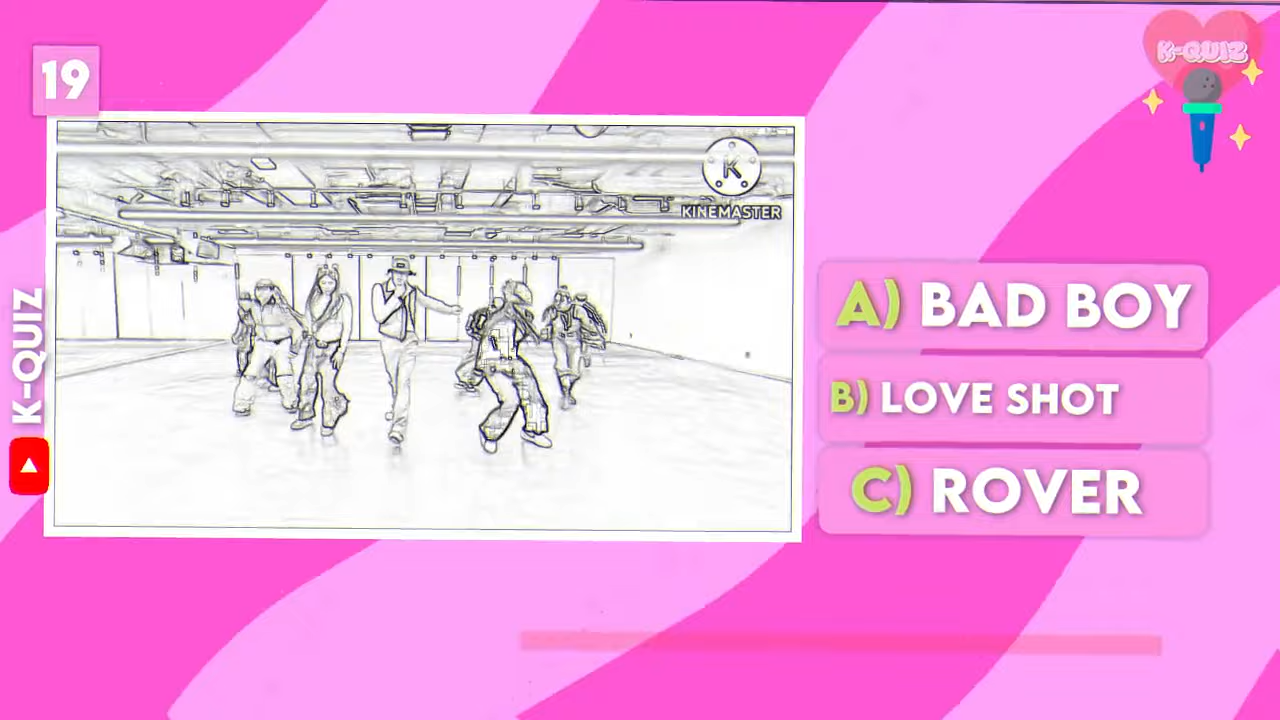 19
K-QUIZ
K
KINEMASTER
K-QUIZ
A) BAD BOY
B) LOVE SHOT
C) ROVER